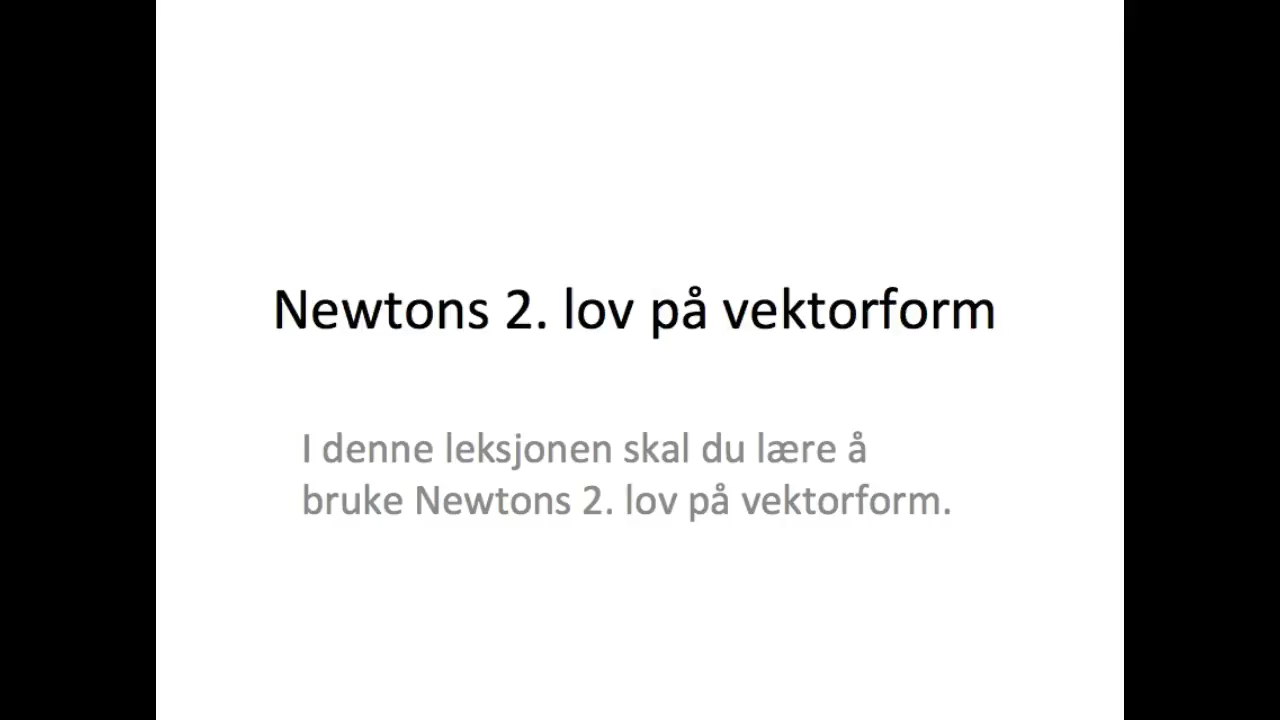 Newtons 2. lov på vektorform
I denne leksjonen skal du lære å
bruke Newtons 2. lov på vektorform.